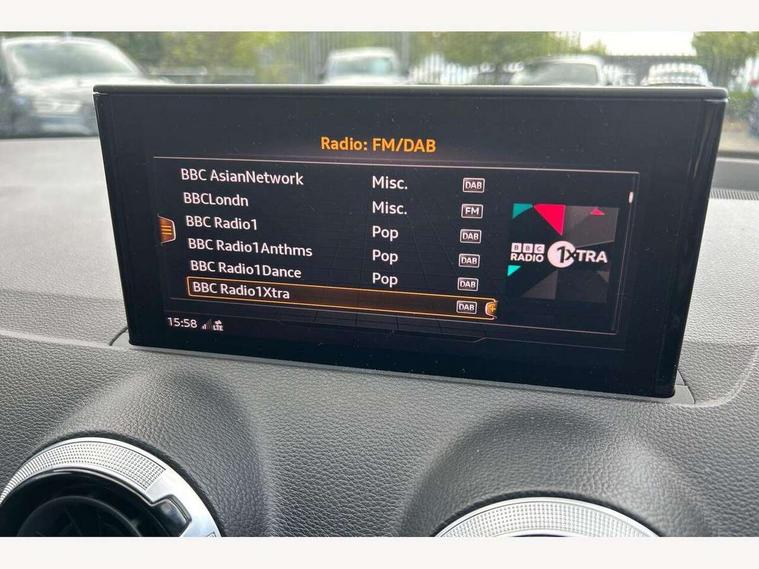 Radio: FM/DAB
BBC AsianNetwork Misc. DAB
BBCLondn Misc. FM
BBC Radio1 Pop DAB
BBC Radio1Anthms Pop DAB
BBC Radio1Dance Pop DAB
BBC Radio1Xtra DAB
BBC
RADIO 1XTRA
15:58 LTE